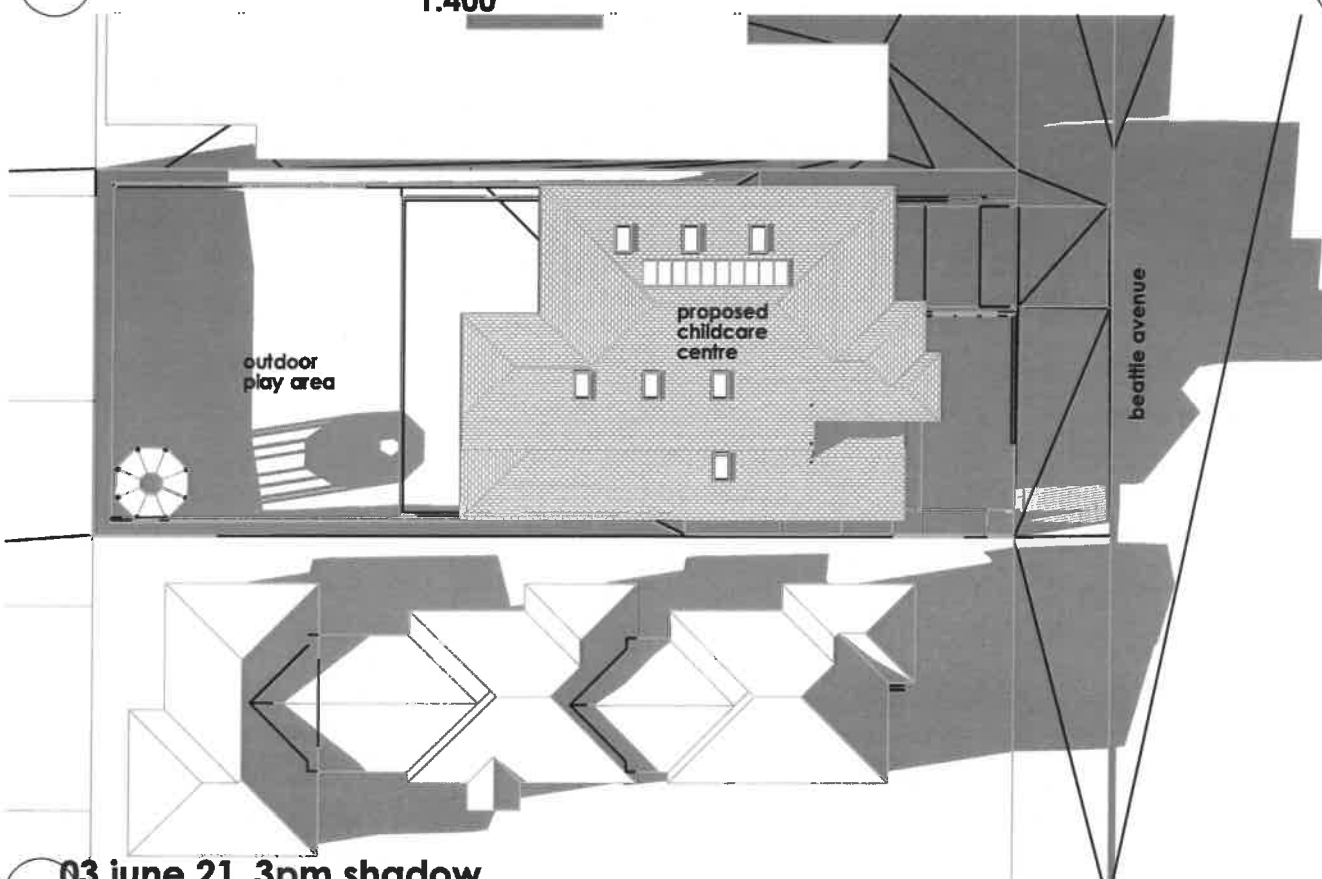 1:400
proposed
childcare
centre
outdoor
play area
beattie avenue
03 june 21 3pm shadow